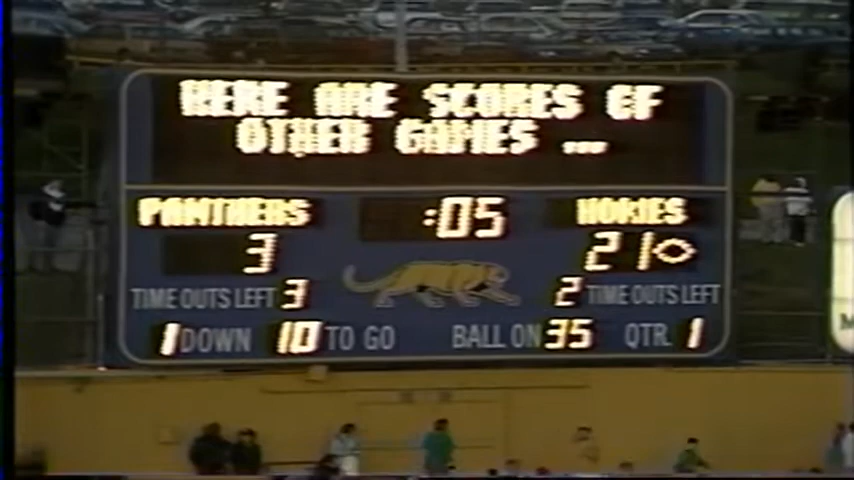 HERE ARE SCORES OF
OTHER GAMES ...
PANTHERS :05 HOKIES
3 21
TIME OUTS LEFT 3 2 TIME OUTS LEFT
1 DOWN 10 TO GO BALL ON 35 QTR. 1